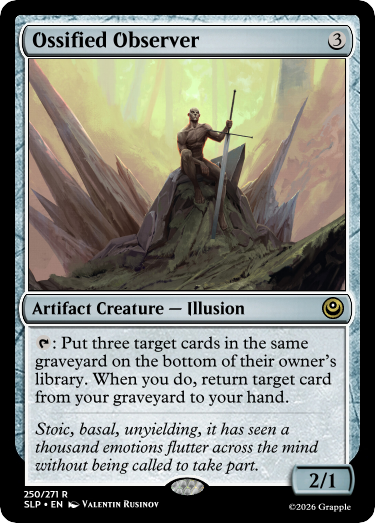 Ossified Observer 3
Artifact Creature — Illusion
: Put three target cards in the same
graveyard on the bottom of their owner's
library. When you do, return target card
from your graveyard to your hand.
Stoic, basal, unyielding, it has seen a
thousand emotions flutter across the mind
without being called to take part.
2/1
250/271 R
SLP • EN Valentin Rusinov
©2026 Grapple